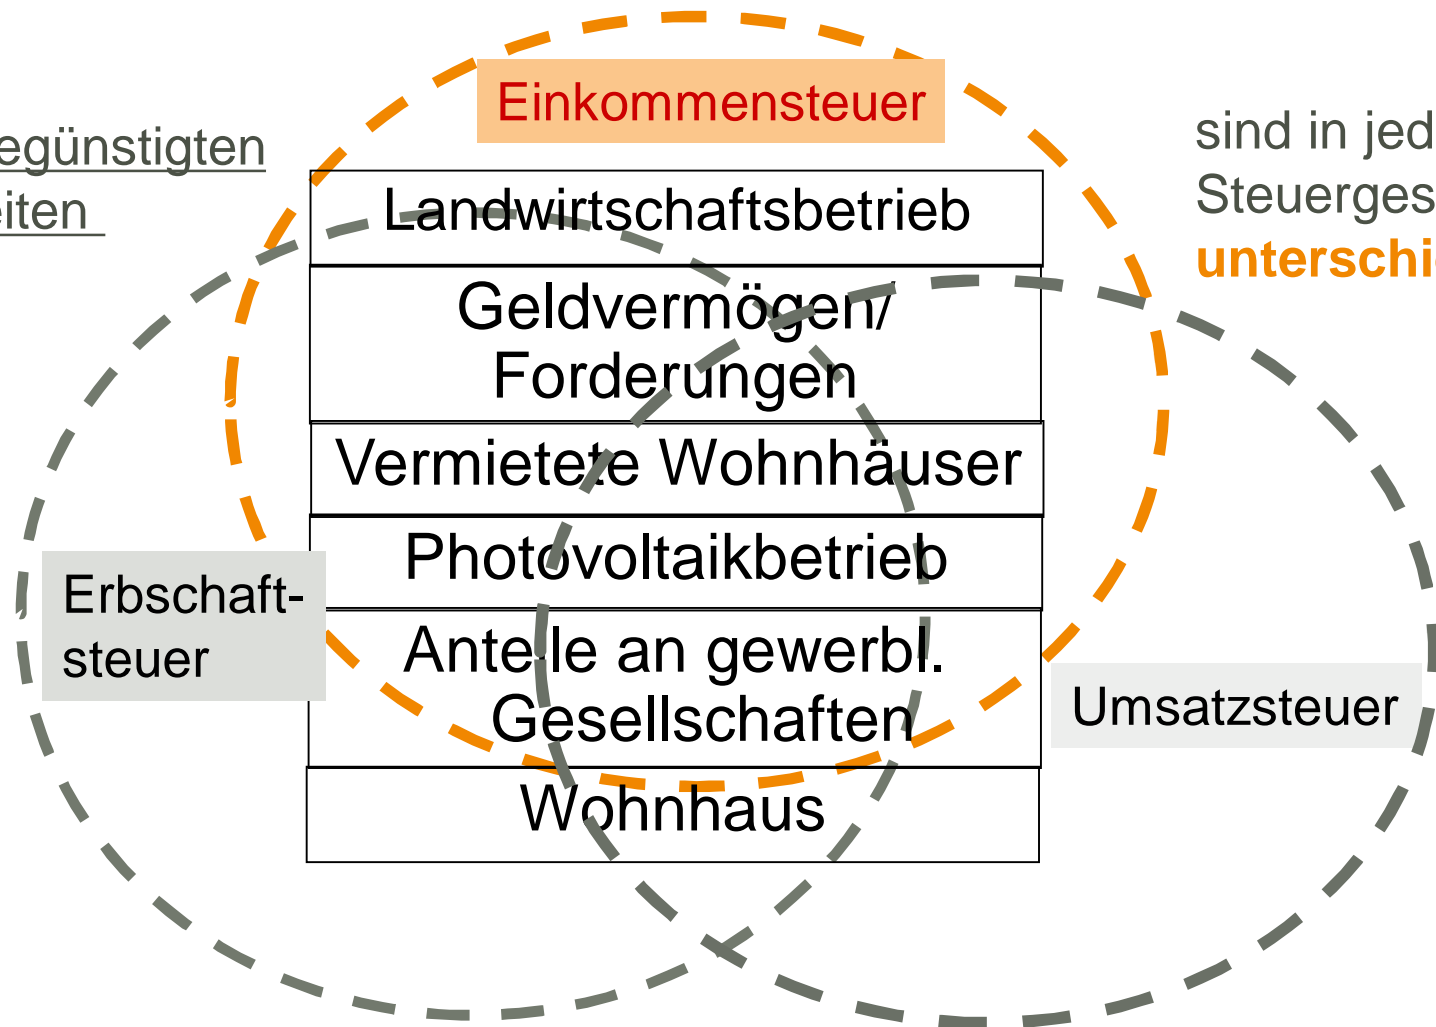 Einkommensteuer
egünstigten
eiten
sind in jed
Steuerges
unterschi
Landwirtschaftsbetrieb
Geldvermögen/
Forderungen
Vermietete Wohnhäuser
Photovoltaikbetrieb
Anteile an gewerbl.
Gesellschaften
Wohnhaus
Erbschaft-
steuer
Umsatzsteuer